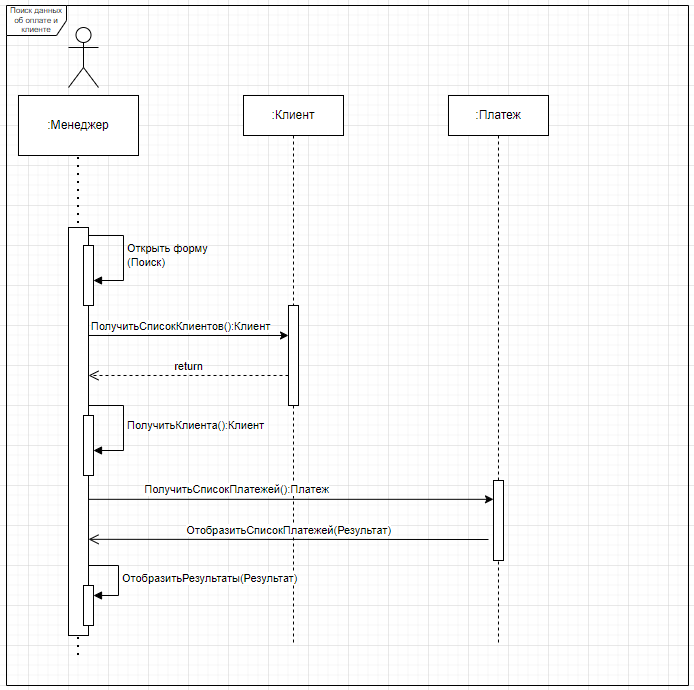 Поиск данных
об оплате и
клиенте
:Менеджер
:Клиент
:Платеж
Открыть форму
(Поиск)
ПолучитьСписокКлиентов():Клиент
return
ПолучитьКлиента():Клиент
ПолучитьСписокПлатежей():Платеж
ОтобразитьСписокПлатежей(Результат)
ОтобразитьРезультаты(Результат)